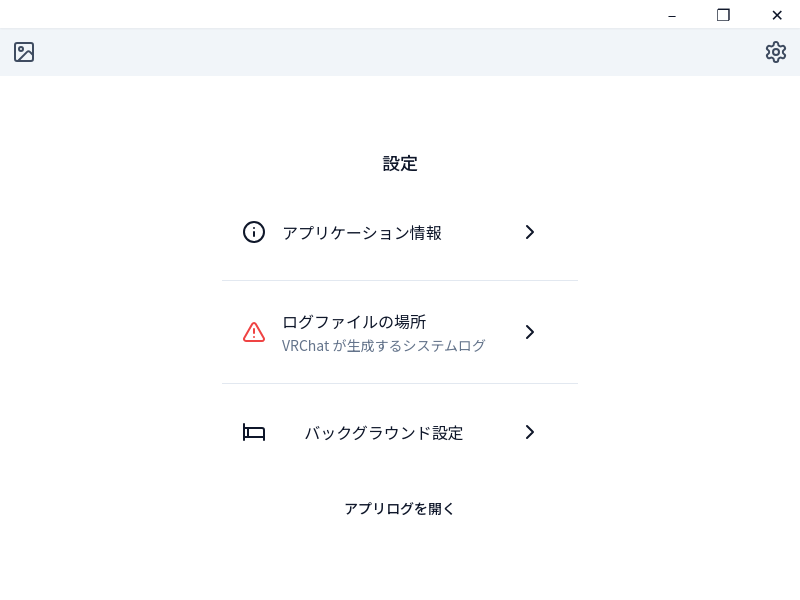 設定
アプリケーション情報
ログファイルの場所
VRChat が生成するシステムログ
バックグラウンド設定
アプリログを開く